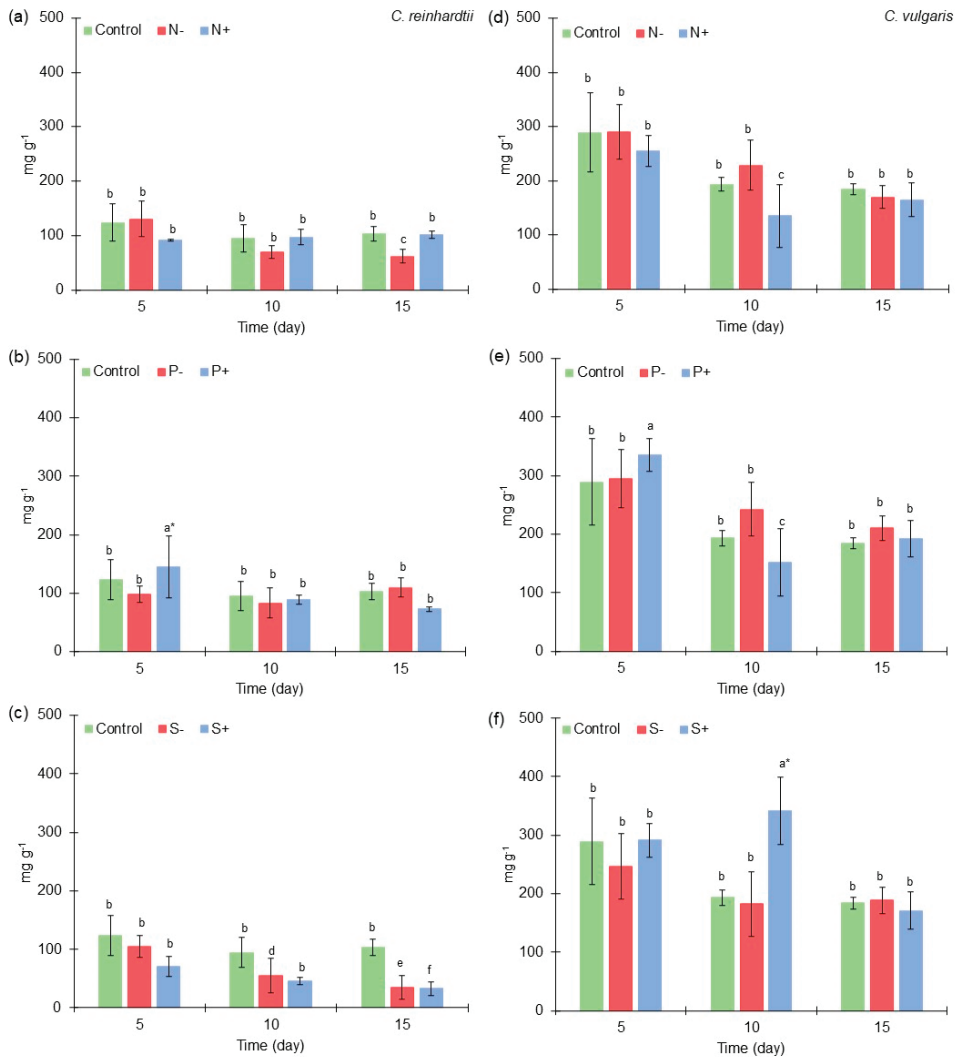 (a) C. reinhardtii
500
Control N- N+
400
300
mg g-1
200
b b b b b b b c b
100
0
5 10 15
Time (day)
(d) C. vulgaris
500
Control N- N+
400
b b b b b c b b b
300
mg g-1
200
100
0
5 10 15
Time (day)
(b)
500
Control P- P+
400
300
mg g-1
200
b b a* b b b b b b
100
0
5 10 15
Time (day)
(e)
500
Control P- P+
400
b b a b b c b b b
300
mg g-1
200
100
0
5 10 15
Time (day)
(c)
500
Control S- S+
400
300
mg g-1
200
b b b b d b b e f
100
0
5 10 15
Time (day)
(f)
500
Control S- S+
400
b b b b b a* b b b
300
mg g-1
200
100
0
5 10 15
Time (day)